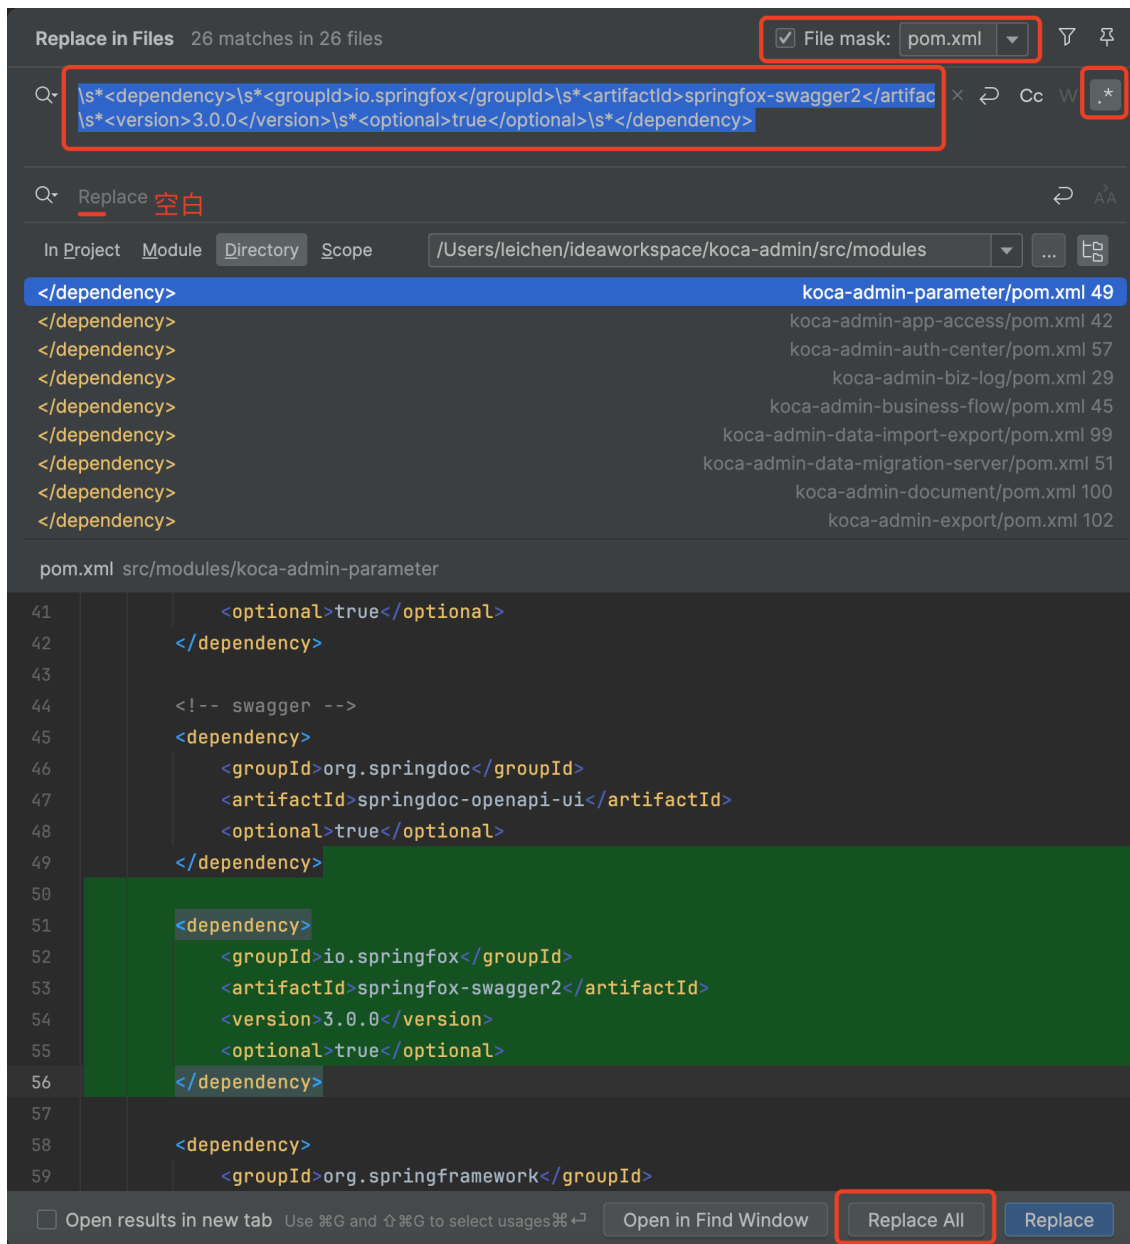 Replace in Files 26 matches in 26 files File mask: pom.xml
\s*<dependency>\s*<groupId>io.springfox</groupId>\s*<artifactId>springfox-swagger2</artifac Cc W .*
\s*<version>3.0.0</version>\s*<optional>true</optional>\s*</dependency>
Replace 空白
In Project Module Directory Scope /Users/leichen/ideaworkspace/koca-admin/src/modules ...
</dependency> koca-admin-parameter/pom.xml 49
</dependency> koca-admin-app-access/pom.xml 42
</dependency> koca-admin-auth-center/pom.xml 57
</dependency> koca-admin-biz-log/pom.xml 29
</dependency> koca-admin-business-flow/pom.xml 45
</dependency> koca-admin-data-import-export/pom.xml 99
</dependency> koca-admin-data-migration-server/pom.xml 51
</dependency> koca-admin-document/pom.xml 100
</dependency> koca-admin-export/pom.xml 102
pom.xml src/modules/koca-admin-parameter
41 <optional>true</optional>
42 </dependency>
43
44 <!-- swagger -->
45 <dependency>
46 <groupId>org.springdoc</groupId>
47 <artifactId>springdoc-openapi-ui</artifactId>
48 <optional>true</optional>
49 </dependency>
50
51 <dependency>
52 <groupId>io.springfox</groupId>
53 <artifactId>springfox-swagger2</artifactId>
54 <version>3.0.0</version>
55 <optional>true</optional>
56 </dependency>
57
58 <dependency>
59 <groupId>org.springframework</groupId>
Open results in new tab Use ⌘G and ⇧⌘G to select usages⌘⏎ Open in Find Window Replace All Replace